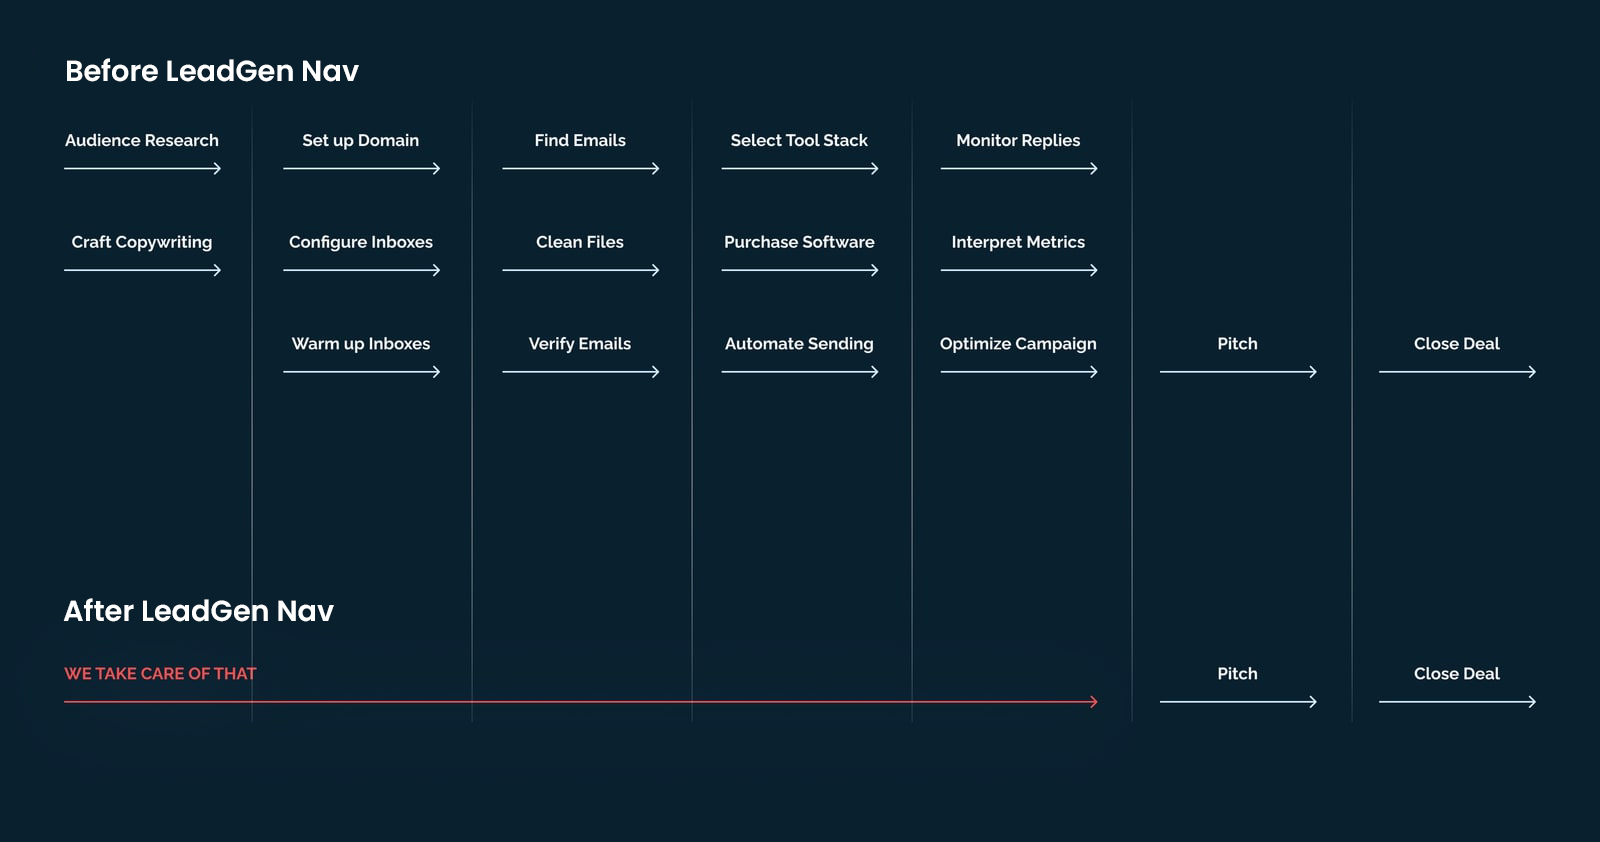 Before LeadGen Nav
Audience Research
Set up Domain
Find Emails
Select Tool Stack
Monitor Replies
Craft Copywriting
Configure Inboxes
Clean Files
Purchase Software
Interpret Metrics
Warm up Inboxes
Verify Emails
Automate Sending
Optimize Campaign
Pitch
Close Deal
After LeadGen Nav
WE TAKE CARE OF THAT
Pitch
Close Deal